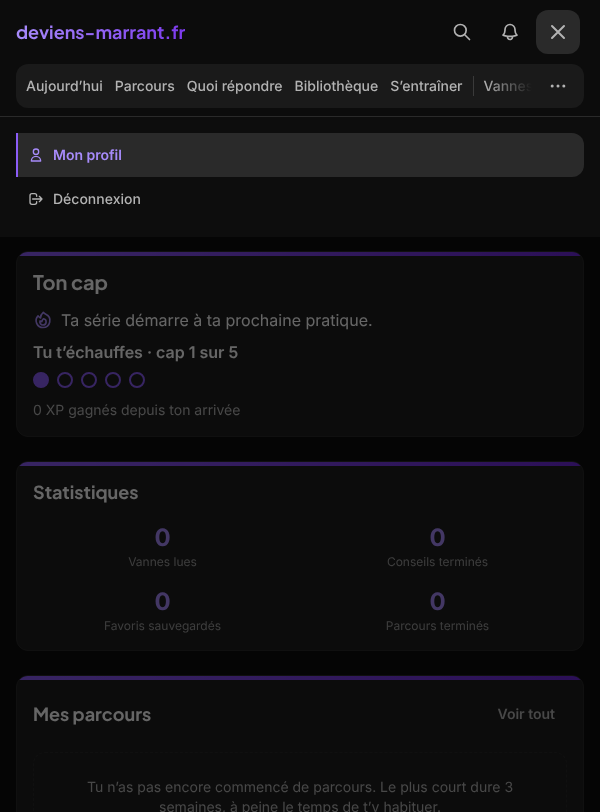 deviens-marrant.fr
Aujourd’hui Parcours Quoi répondre Bibliothèque S’entraîner Vannes
Mon profil
Déconnexion
Ton cap
Ta série démarre à ta prochaine pratique.
Tu t’échauffes · cap 1 sur 5
0 XP gagnés depuis ton arrivée
Statistiques
0 0
Vannes lues Conseils terminés
0 0
Favoris sauvegardés Parcours terminés
Mes parcours Voir tout
Tu n’as pas encore commencé de parcours. Le plus court dure 3
semaines, à peine le temps de t’y habituer.